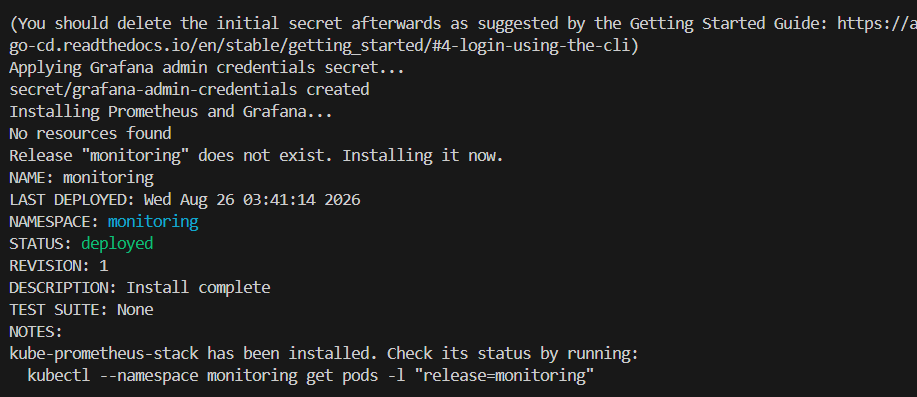 (You should delete the initial secret afterwards as suggested by the Getting Started Guide: https://a
go-cd.readthedocs.io/en/stable/getting_started/#4-login-using-the-cli)
Applying Grafana admin credentials secret...
secret/grafana-admin-credentials created
Installing Prometheus and Grafana...
No resources found
Release "monitoring" does not exist. Installing it now.
NAME: monitoring
LAST DEPLOYED: Wed Aug 26 03:41:14 2026
NAMESPACE: monitoring
STATUS: deployed
REVISION: 1
DESCRIPTION: Install complete
TEST SUITE: None
NOTES:
kube-prometheus-stack has been installed. Check its status by running:
  kubectl --namespace monitoring get pods -l "release=monitoring"